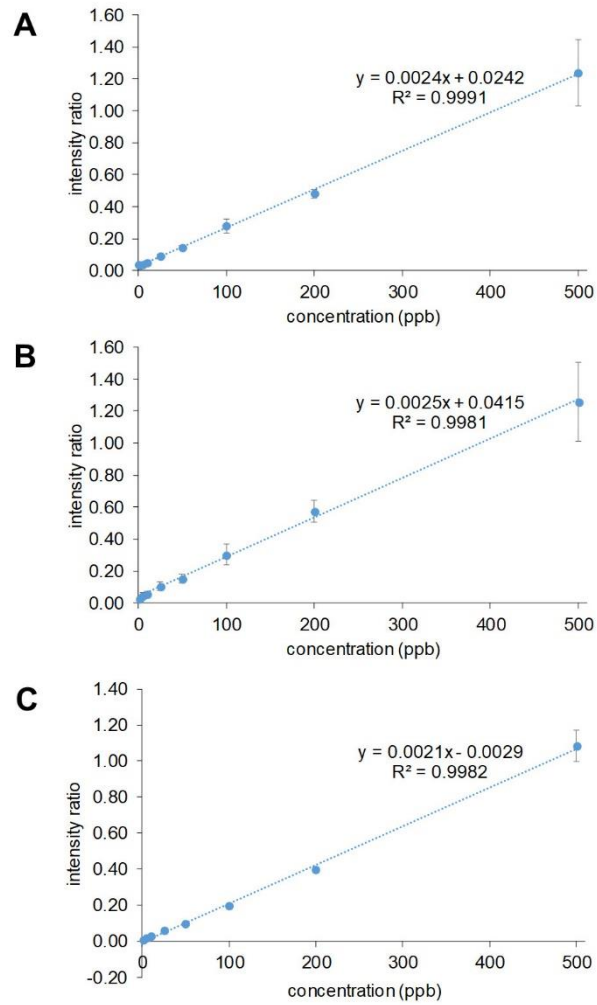 A
1.60
1.40
1.20
1.00
0.80
0.60
0.40
0.20
0.00
intensity ratio
y = 0.0024x + 0.0242
R² = 0.9991
0 100 200 300 400 500
concentration (ppb)
B
1.60
1.40
1.20
1.00
0.80
0.60
0.40
0.20
0.00
intensity ratio
y = 0.0025x + 0.0415
R² = 0.9981
0 100 200 300 400 500
concentration (ppb)
C
1.40
1.20
1.00
0.80
0.60
0.40
0.20
0.00
-0.20
intensity ratio
y = 0.0021x - 0.0029
R² = 0.9982
0 100 200 300 400 500
concentration (ppb)